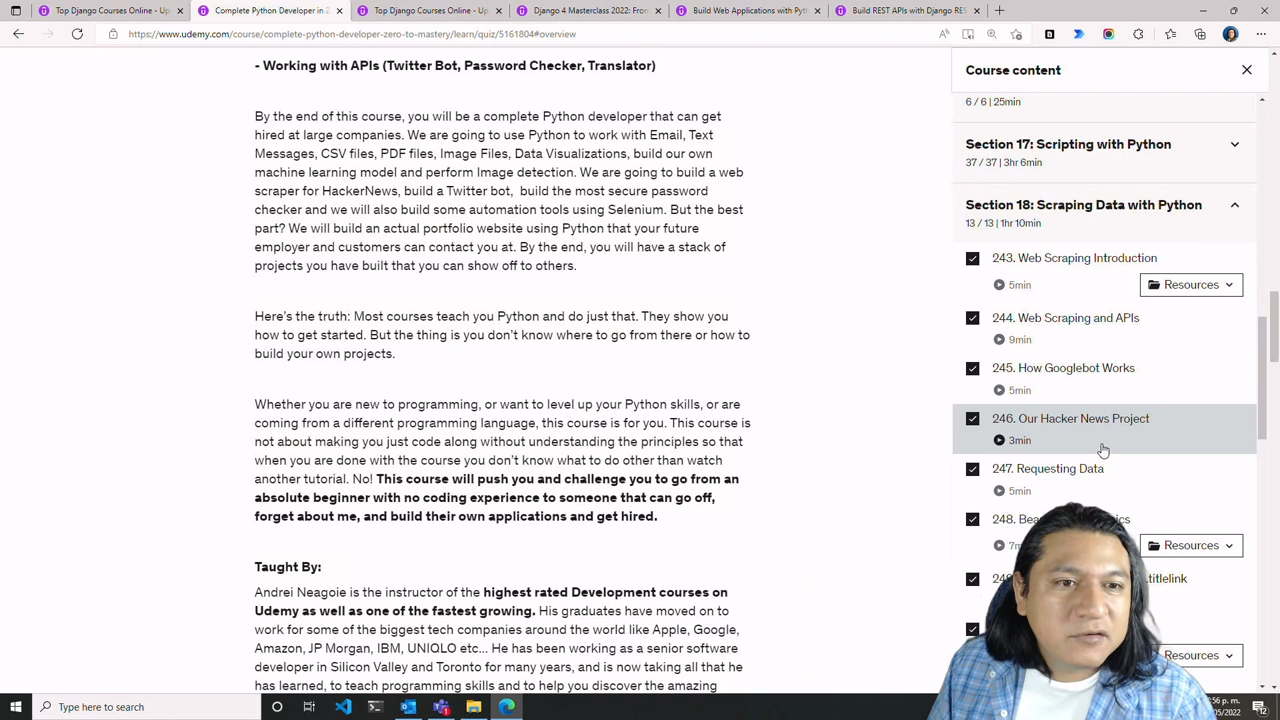 Top Django Courses Online - Up
Complete Python Developer in 2
Top Django Courses Online - Up
Django 4 Masterclass 2022: Fro
Build Web Applications with Pyt
Build REST APIs with Django RES
https://www.udemy.com/course/complete-python-developer-zero-to-mastery/learn/quiz/5161804#overview
- Working with APIs (Twitter Bot, Password Checker, Translator)
By the end of this course, you will be a complete Python developer that can get
hired at large companies. We are going to use Python to work with Email, Text
Messages, CSV files, PDF files, Image Files, Data Visualizations, build our own
machine learning model and perform Image detection. We are going to build a web
scraper for HackerNews, build a Twitter bot, build the most secure password
checker and we will also build some automation tools using Selenium. But the best
part? We will build an actual portfolio website using Python that your future
employer and customers can contact you at. By the end, you will have a stack of
projects you have built that you can show off to others.
Here's the truth: Most courses teach you Python and do just that. They show you
how to get started. But the thing is you don't know where to go from there or how to
build your own projects.
Whether you are new to programming, or want to level up your Python skills, or are
coming from a different programming language, this course is for you. This course is
not about making you just code along without understanding the principles so that
when you are done with the course you don't know what to do other than watch
another tutorial. No! This course will push you and challenge you to go from an
absolute beginner with no coding experience to someone that can go off,
forget about me, and build their own applications and get hired.
Taught By:
Andrei Neagoie is the instructor of the highest rated Development courses on
Udemy as well as one of the fastest growing. His graduates have moved on to
work for some of the biggest tech companies around the world like Apple, Google,
Amazon, JP Morgan, IBM, UNIQLO etc... He has been working as a senior software
developer in Silicon Valley and Toronto for many years, and is now taking all that he
has learned, to teach programming skills and to help you discover the amazing
Course content
6 / 6 | 25min
Section 17: Scripting with Python
37 / 37 | 3hr 6min
Section 18: Scraping Data with Python
13 / 13 | 1hr 10min
243. Web Scraping Introduction
5min
Resources
244. Web Scraping and APIs
9min
245. How Googlebot Works
5min
246. Our Hacker News Project
3min
247. Requesting Data
5min
248.
Resources
Resources
Type here to search
:56 p. m.
/05/2022
12